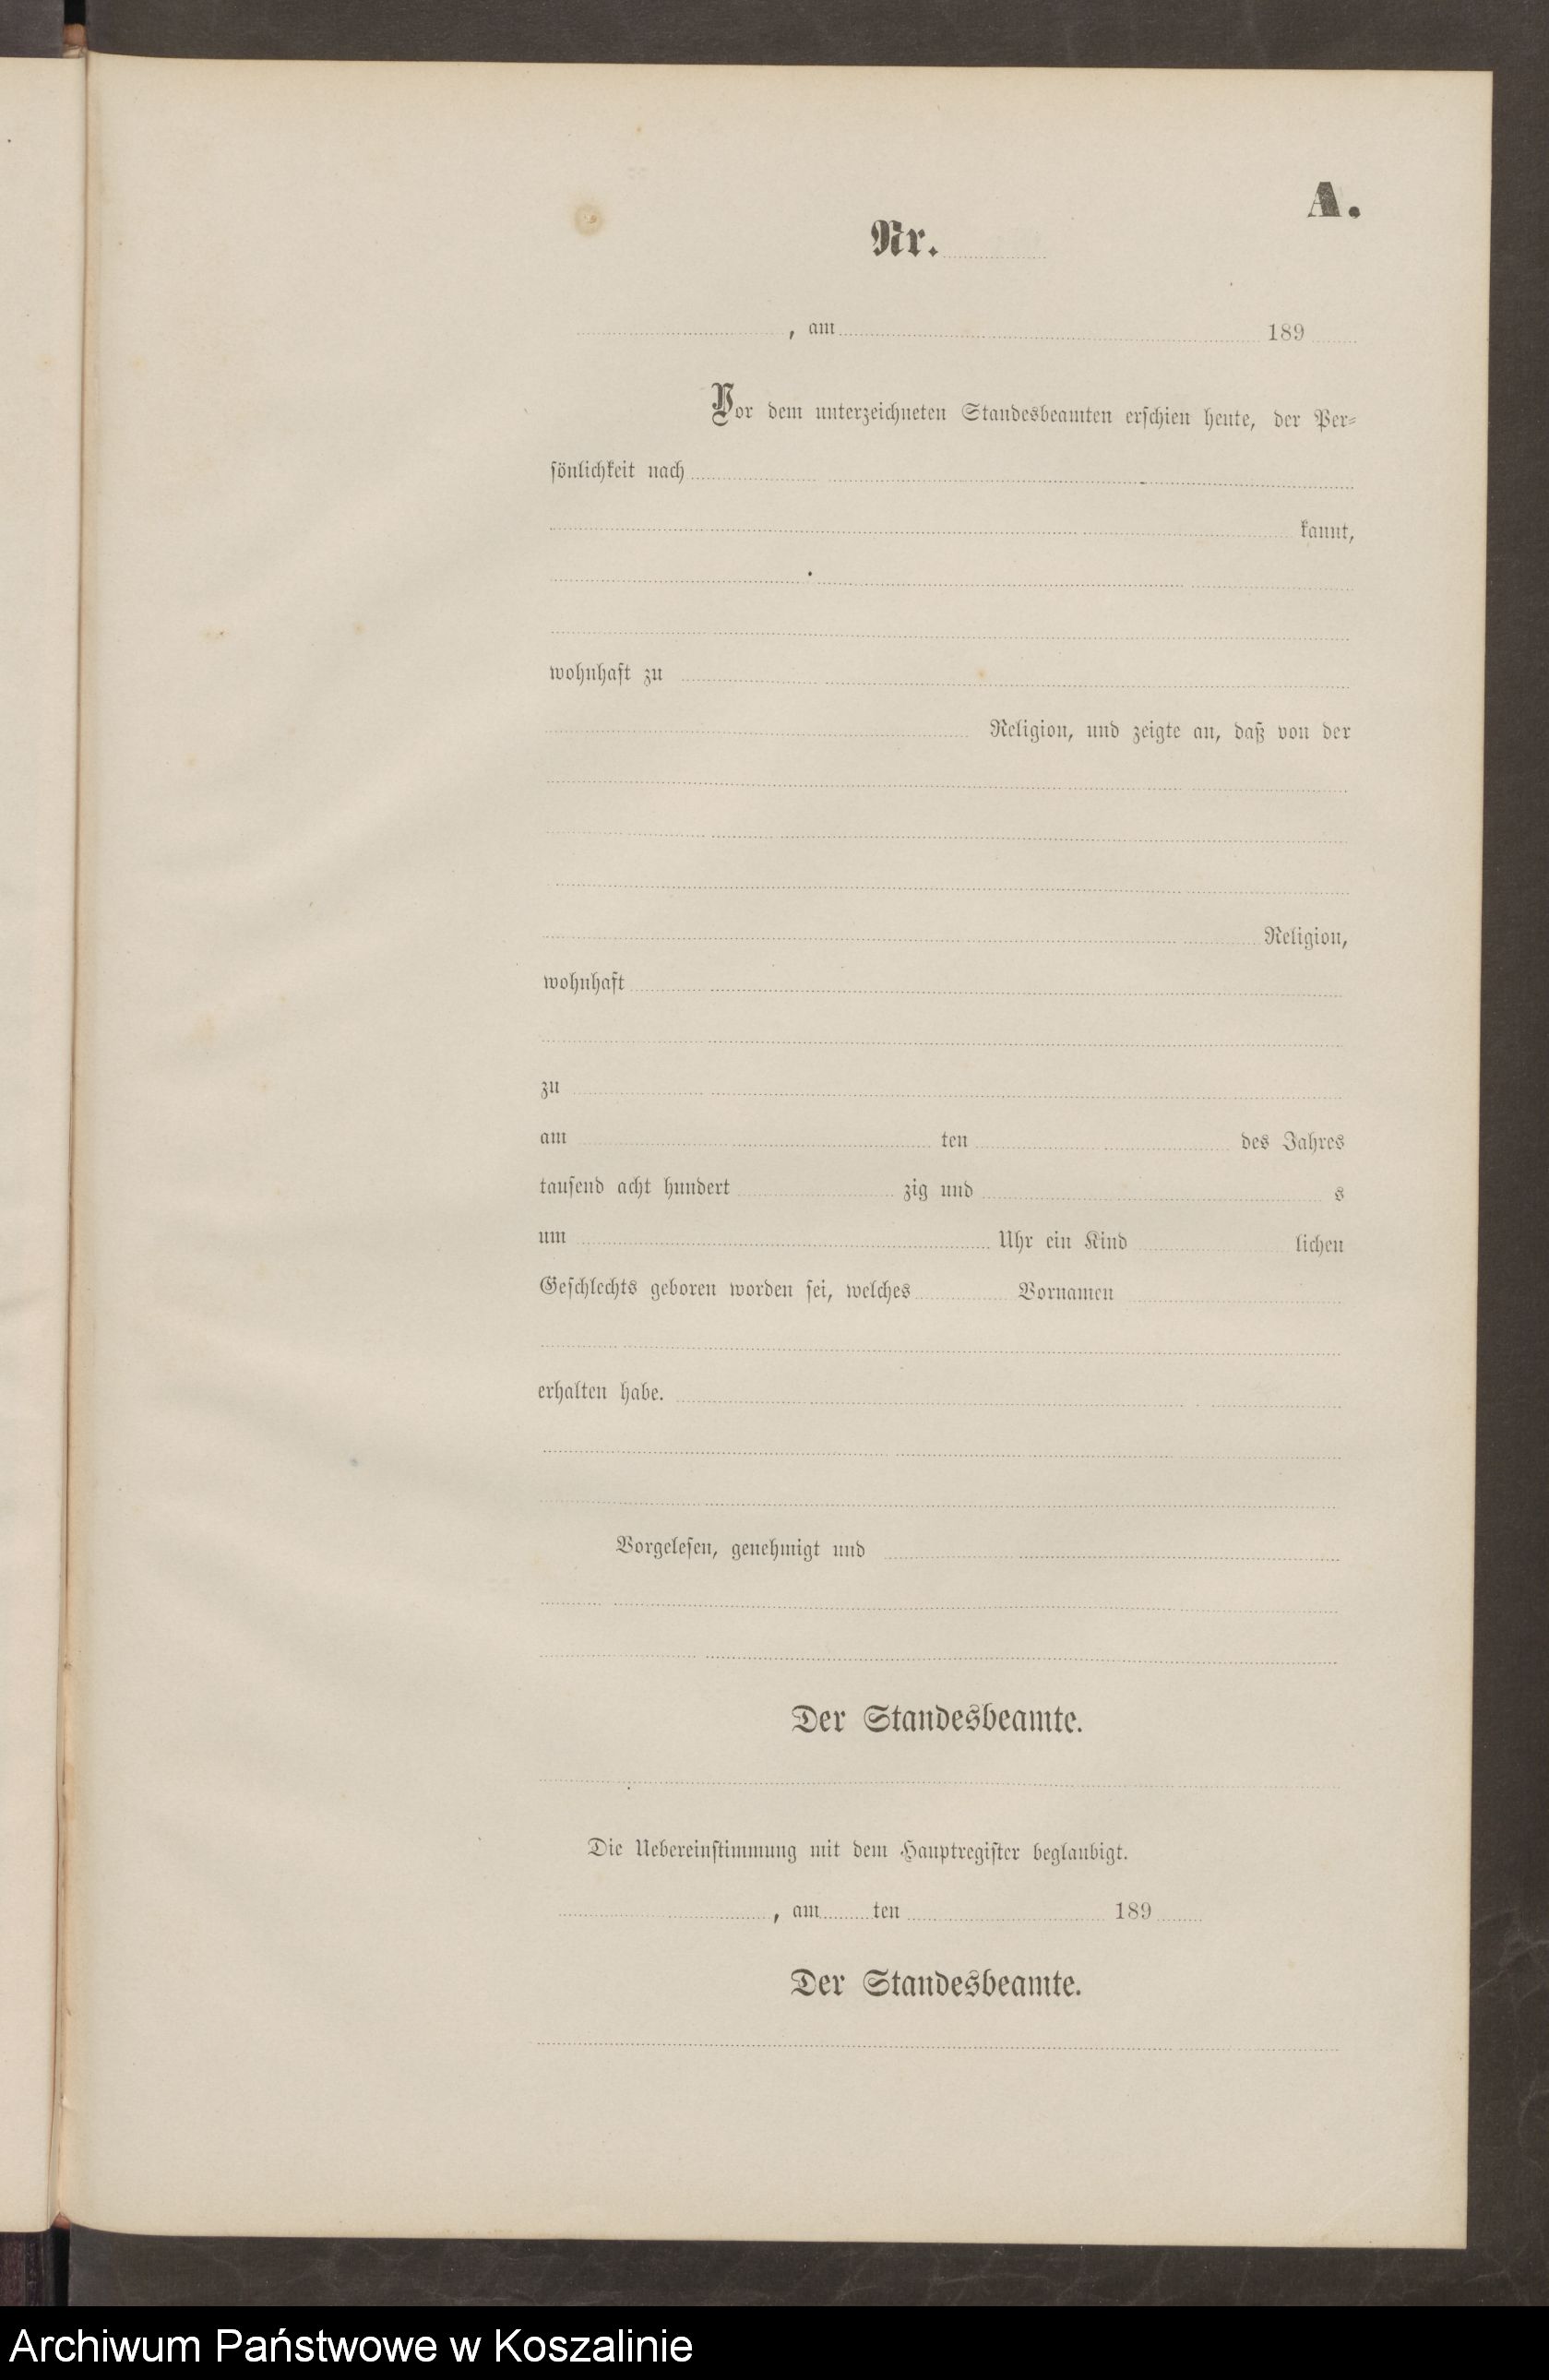 A.
Nr.
, am 189
Vor dem unterzeichneten Standesbeamten erschien heute, der Per=
sönlichkeit nach
kannt,
wohnhaft zu
Religion, und zeigte an, daß von der
Religion,
wohnhaft
zu
am ten des Jahres
tausend acht hundert zig und s
um Uhr ein Kind lichen
Geschlechts geboren worden sei, welches Vornamen
erhalten habe.
Vorgelesen, genehmigt und
Der Standesbeamte.
Die Uebereinstimmung mit dem Hauptregister beglaubigt.
, am ten 189
Der Standesbeamte.
Archiwum Państwowe w Koszalinie